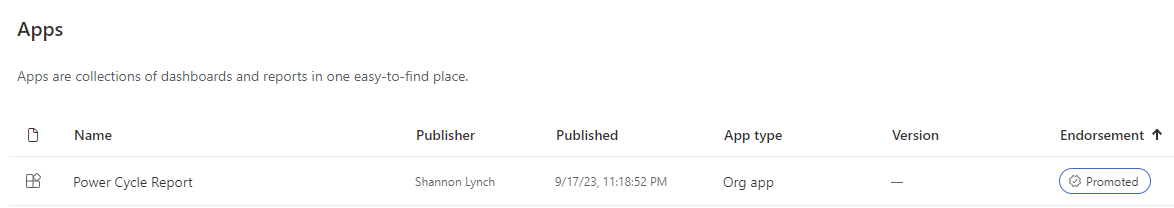 Apps
Apps are collections of dashboards and reports in one easy-to-find place.
Name Publisher Published App type Version Endorsement
Power Cycle Report Shannon Lynch 9/17/23, 11:18:52 PM Org app — Promoted